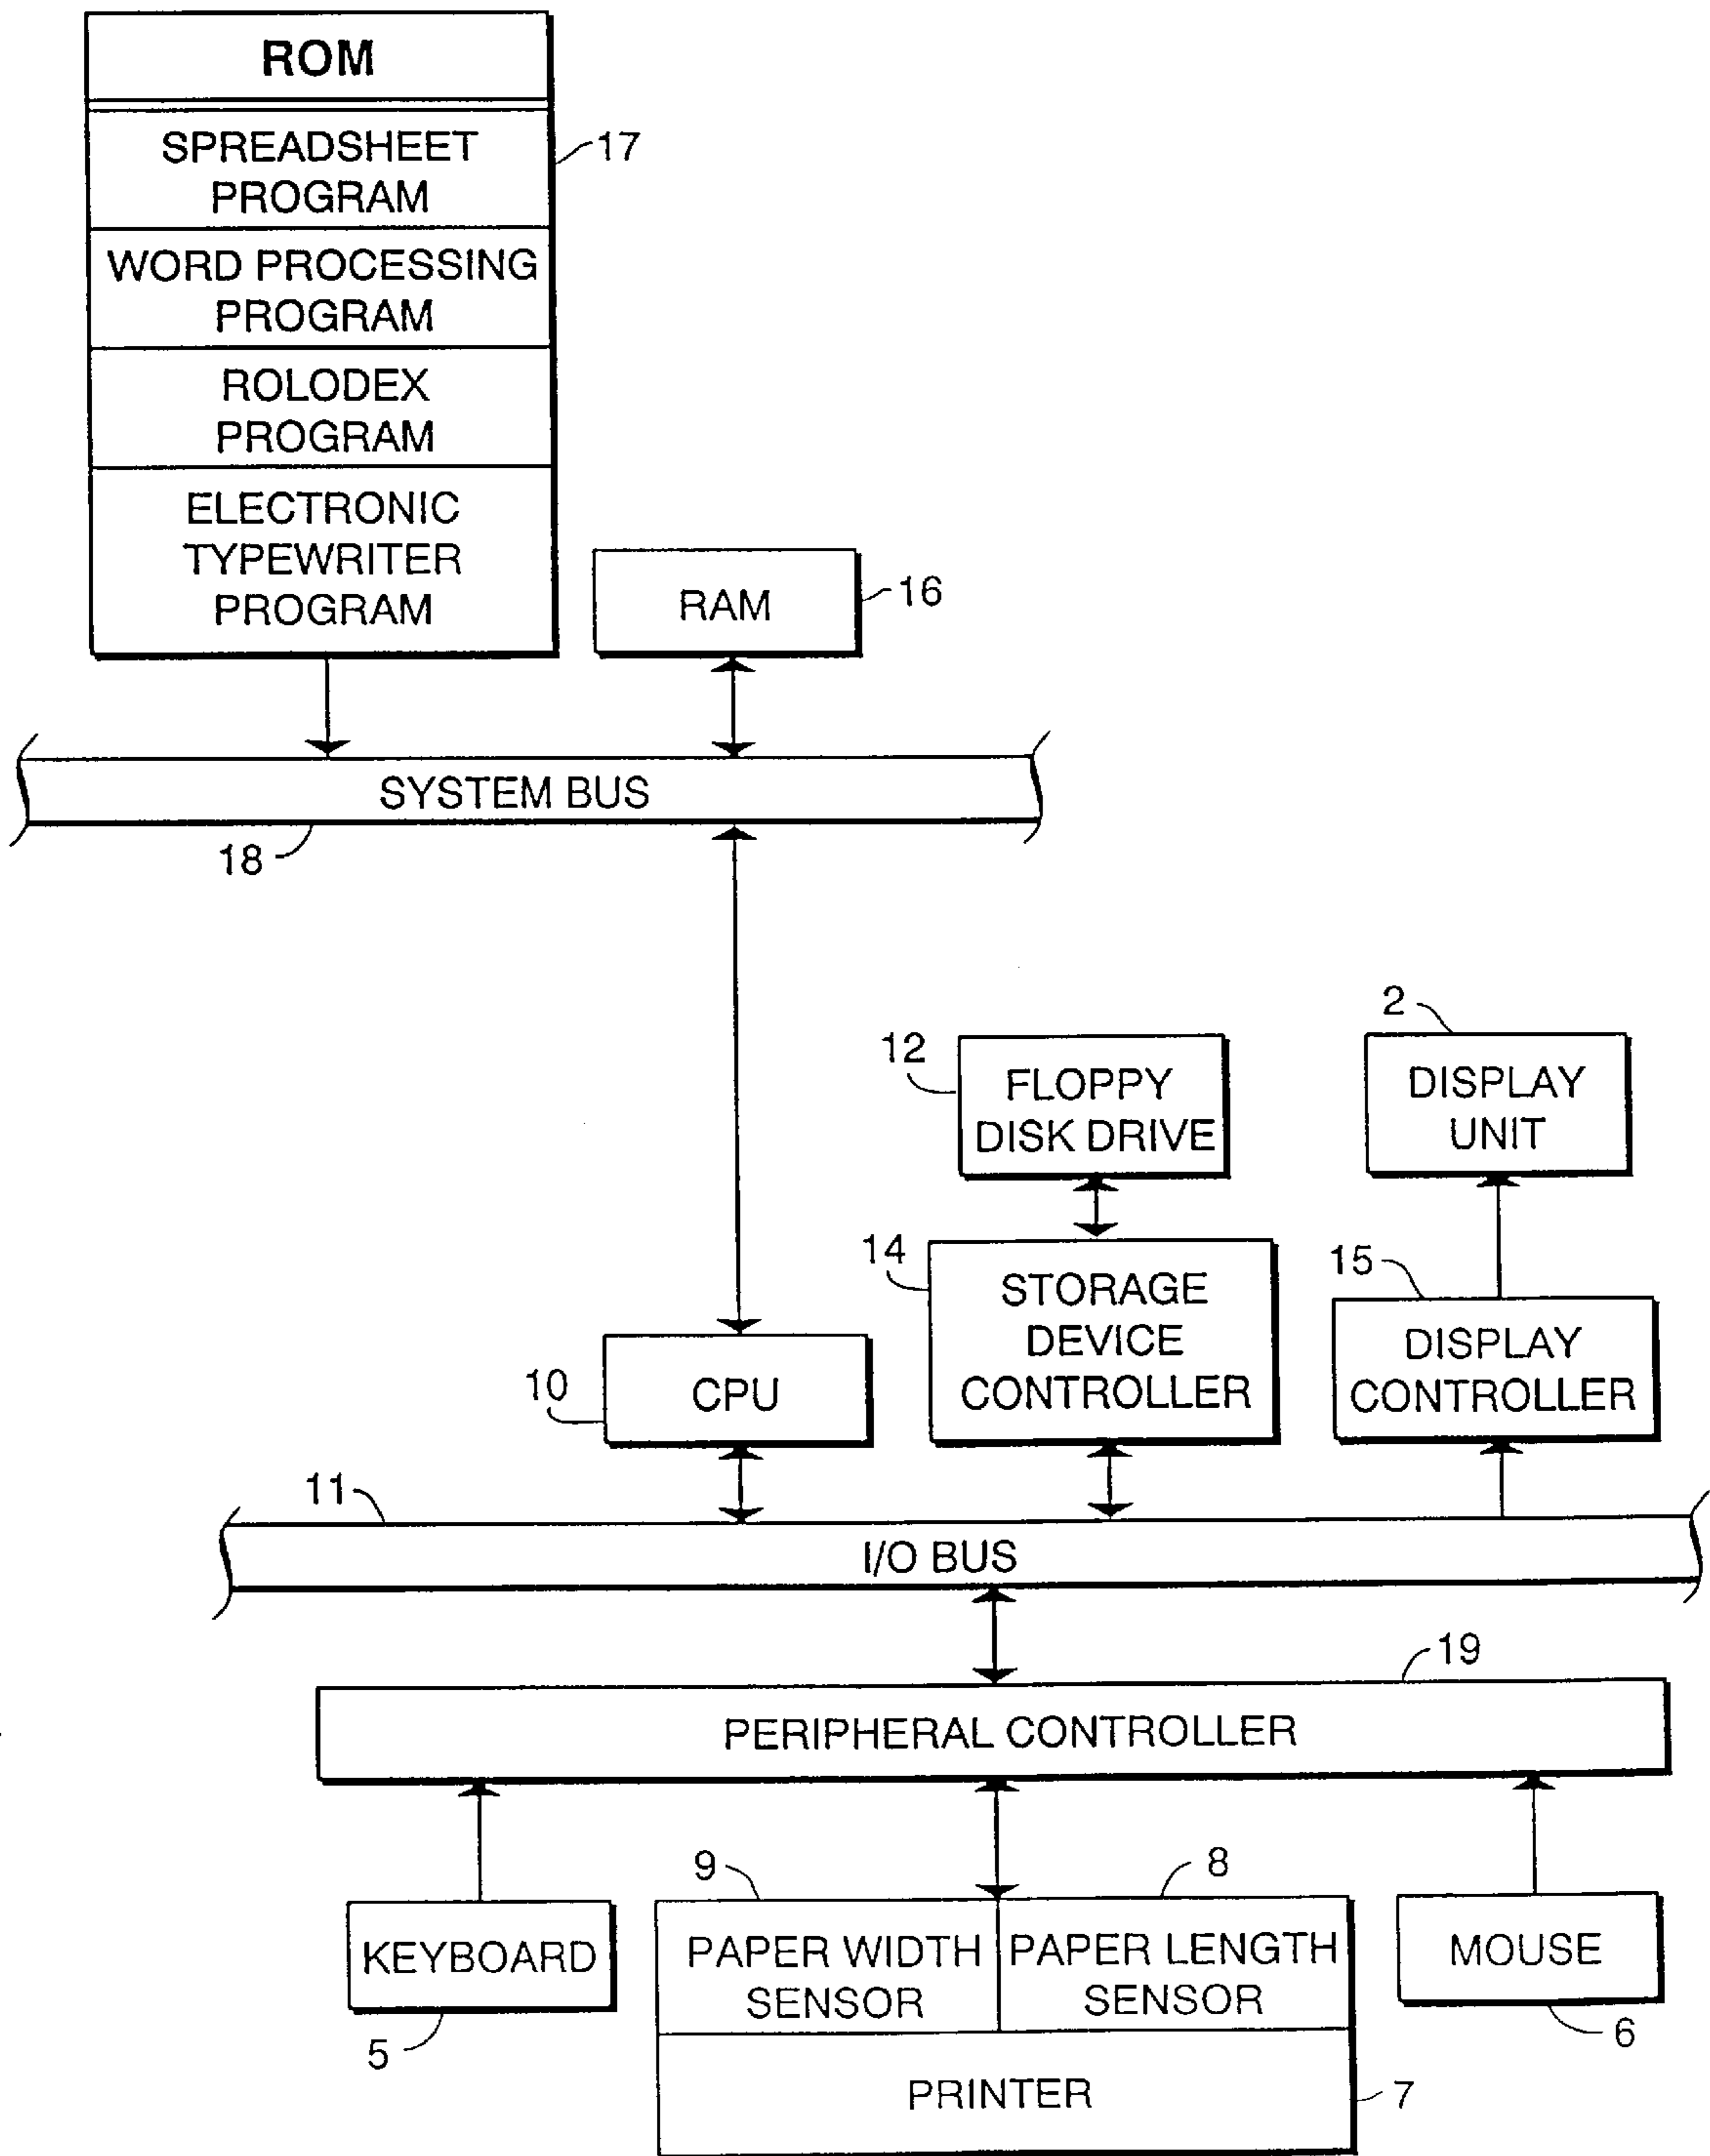 ROM
SPREADSHEET
PROGRAM
17
WORD PROCESSING
PROGRAM
ROLODEX
PROGRAM
ELECTRONIC
TYPEWRITER
PROGRAM
RAM
16
SYSTEM BUS
18
2
12
FLOPPY
DISK DRIVE
DISPLAY
UNIT
14
STORAGE
DEVICE
CONTROLLER
15
DISPLAY
CONTROLLER
10
CPU
11
I/O BUS
19
PERIPHERAL CONTROLLER
9
8
KEYBOARD
5
PAPER WIDTH
SENSOR
PAPER LENGTH
SENSOR
MOUSE
6
PRINTER
7